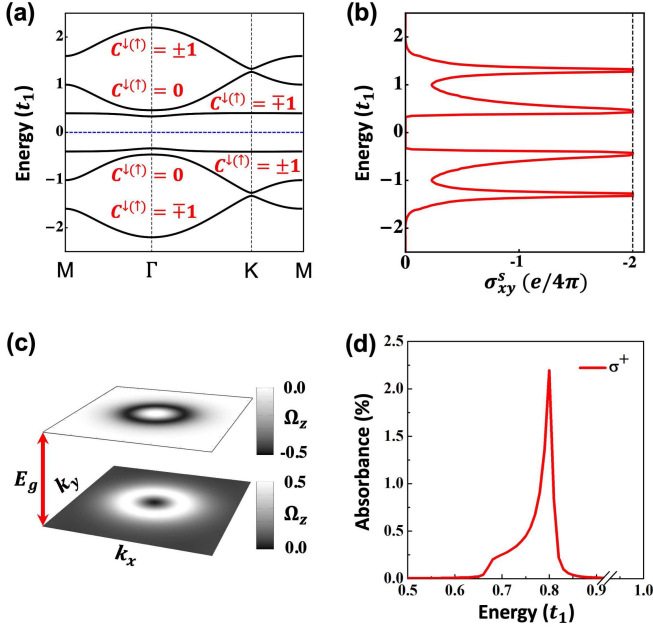 (a)
Energy (t₁)
2
1
0
−1
−2
C↓(↑) = ±1
C↓(↑) = 0
C↓(↑) = ∓1
C↓(↑) = ±1
C↓(↑) = 0
C↓(↑) = ∓1
M Γ K M
(b)
Energy (t₁)
2
1
0
−1
−2
0 -1 -2
σˢxy (e/4π)
(c)
0.0
Ωz
-0.5
Eg
ky
0.5
Ωz
0.0
kx
(d)
σ⁺
Absorbance (%)
2.5
2.0
1.5
1.0
0.5
0.0
0.5 0.6 0.7 0.8 0.9 1.0
Energy (t₁)